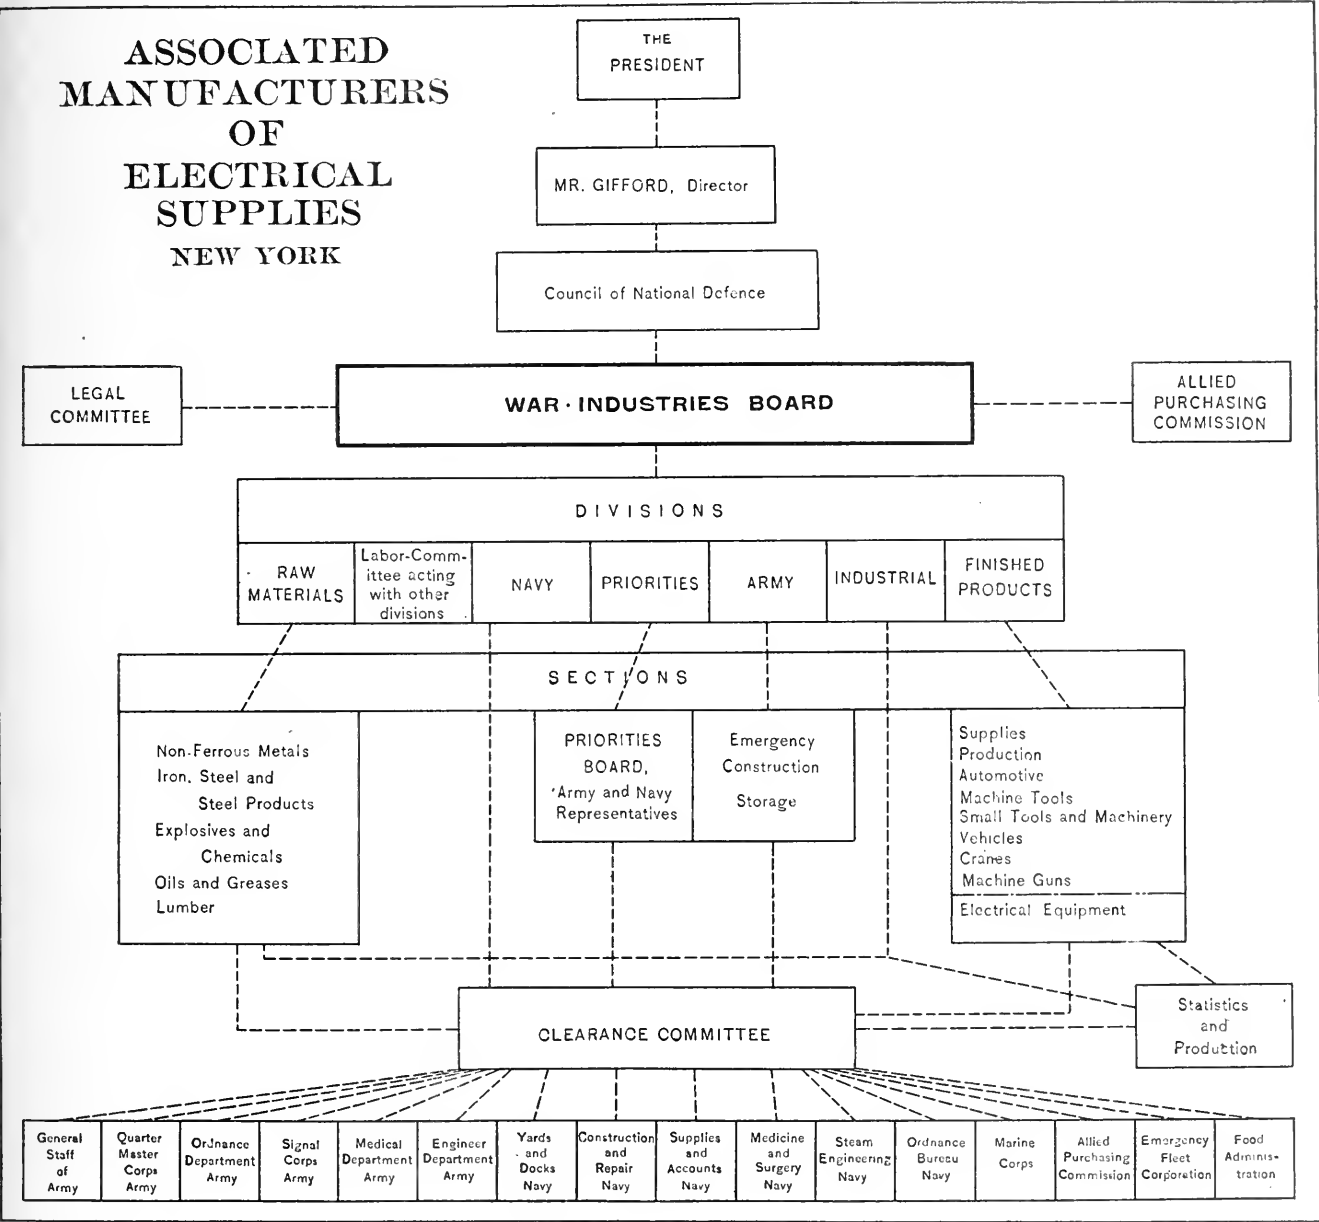 ASSOCIATED
MANUFACTURERS
OF
ELECTRICAL
SUPPLIES
NEW YORK
THE
PRESIDENT
MR. GIFFORD, Director
Council of National Defence
LEGAL
COMMITTEE
WAR·INDUSTRIES BOARD
ALLIED
PURCHASING
COMMISSION
DIVISIONS
RAW
MATERIALS
Labor-Comm-
ittee acting
with other
divisions
NAVY
PRIORITIES
ARMY
INDUSTRIAL
FINISHED
PRODUCTS
SECTIONS
Non-Ferrous Metals
Iron, Steel and
Steel Products
Explosives and
Chemicals
Oils and Greases
Lumber
PRIORITIES
BOARD,
Army and Navy
Representatives
Emergency
Construction
Storage
Supplies
Production
Automotive
Machine Tools
Small Tools and Machinery
Vehicles
Cranes
Machine Guns
Electrical Equipment
CLEARANCE COMMITTEE
Statistics
and
Production
General
Staff
of
Army
Quarter
Master
Corps
Army
Ordnance
Department
Army
Signal
Corps
Army
Medical
Department
Army
Engineer
Department
Army
Yards
and
Docks
Navy
Construction
and
Repair
Navy
Supplies
and
Accounts
Navy
Medicine
and
Surgery
Navy
Steam
Engineering
Navy
Ordnance
Bureau
Navy
Marine
Corps
Allied
Purchasing
Commission
Emergency
Fleet
Corporation
Food
Adminis-
tration